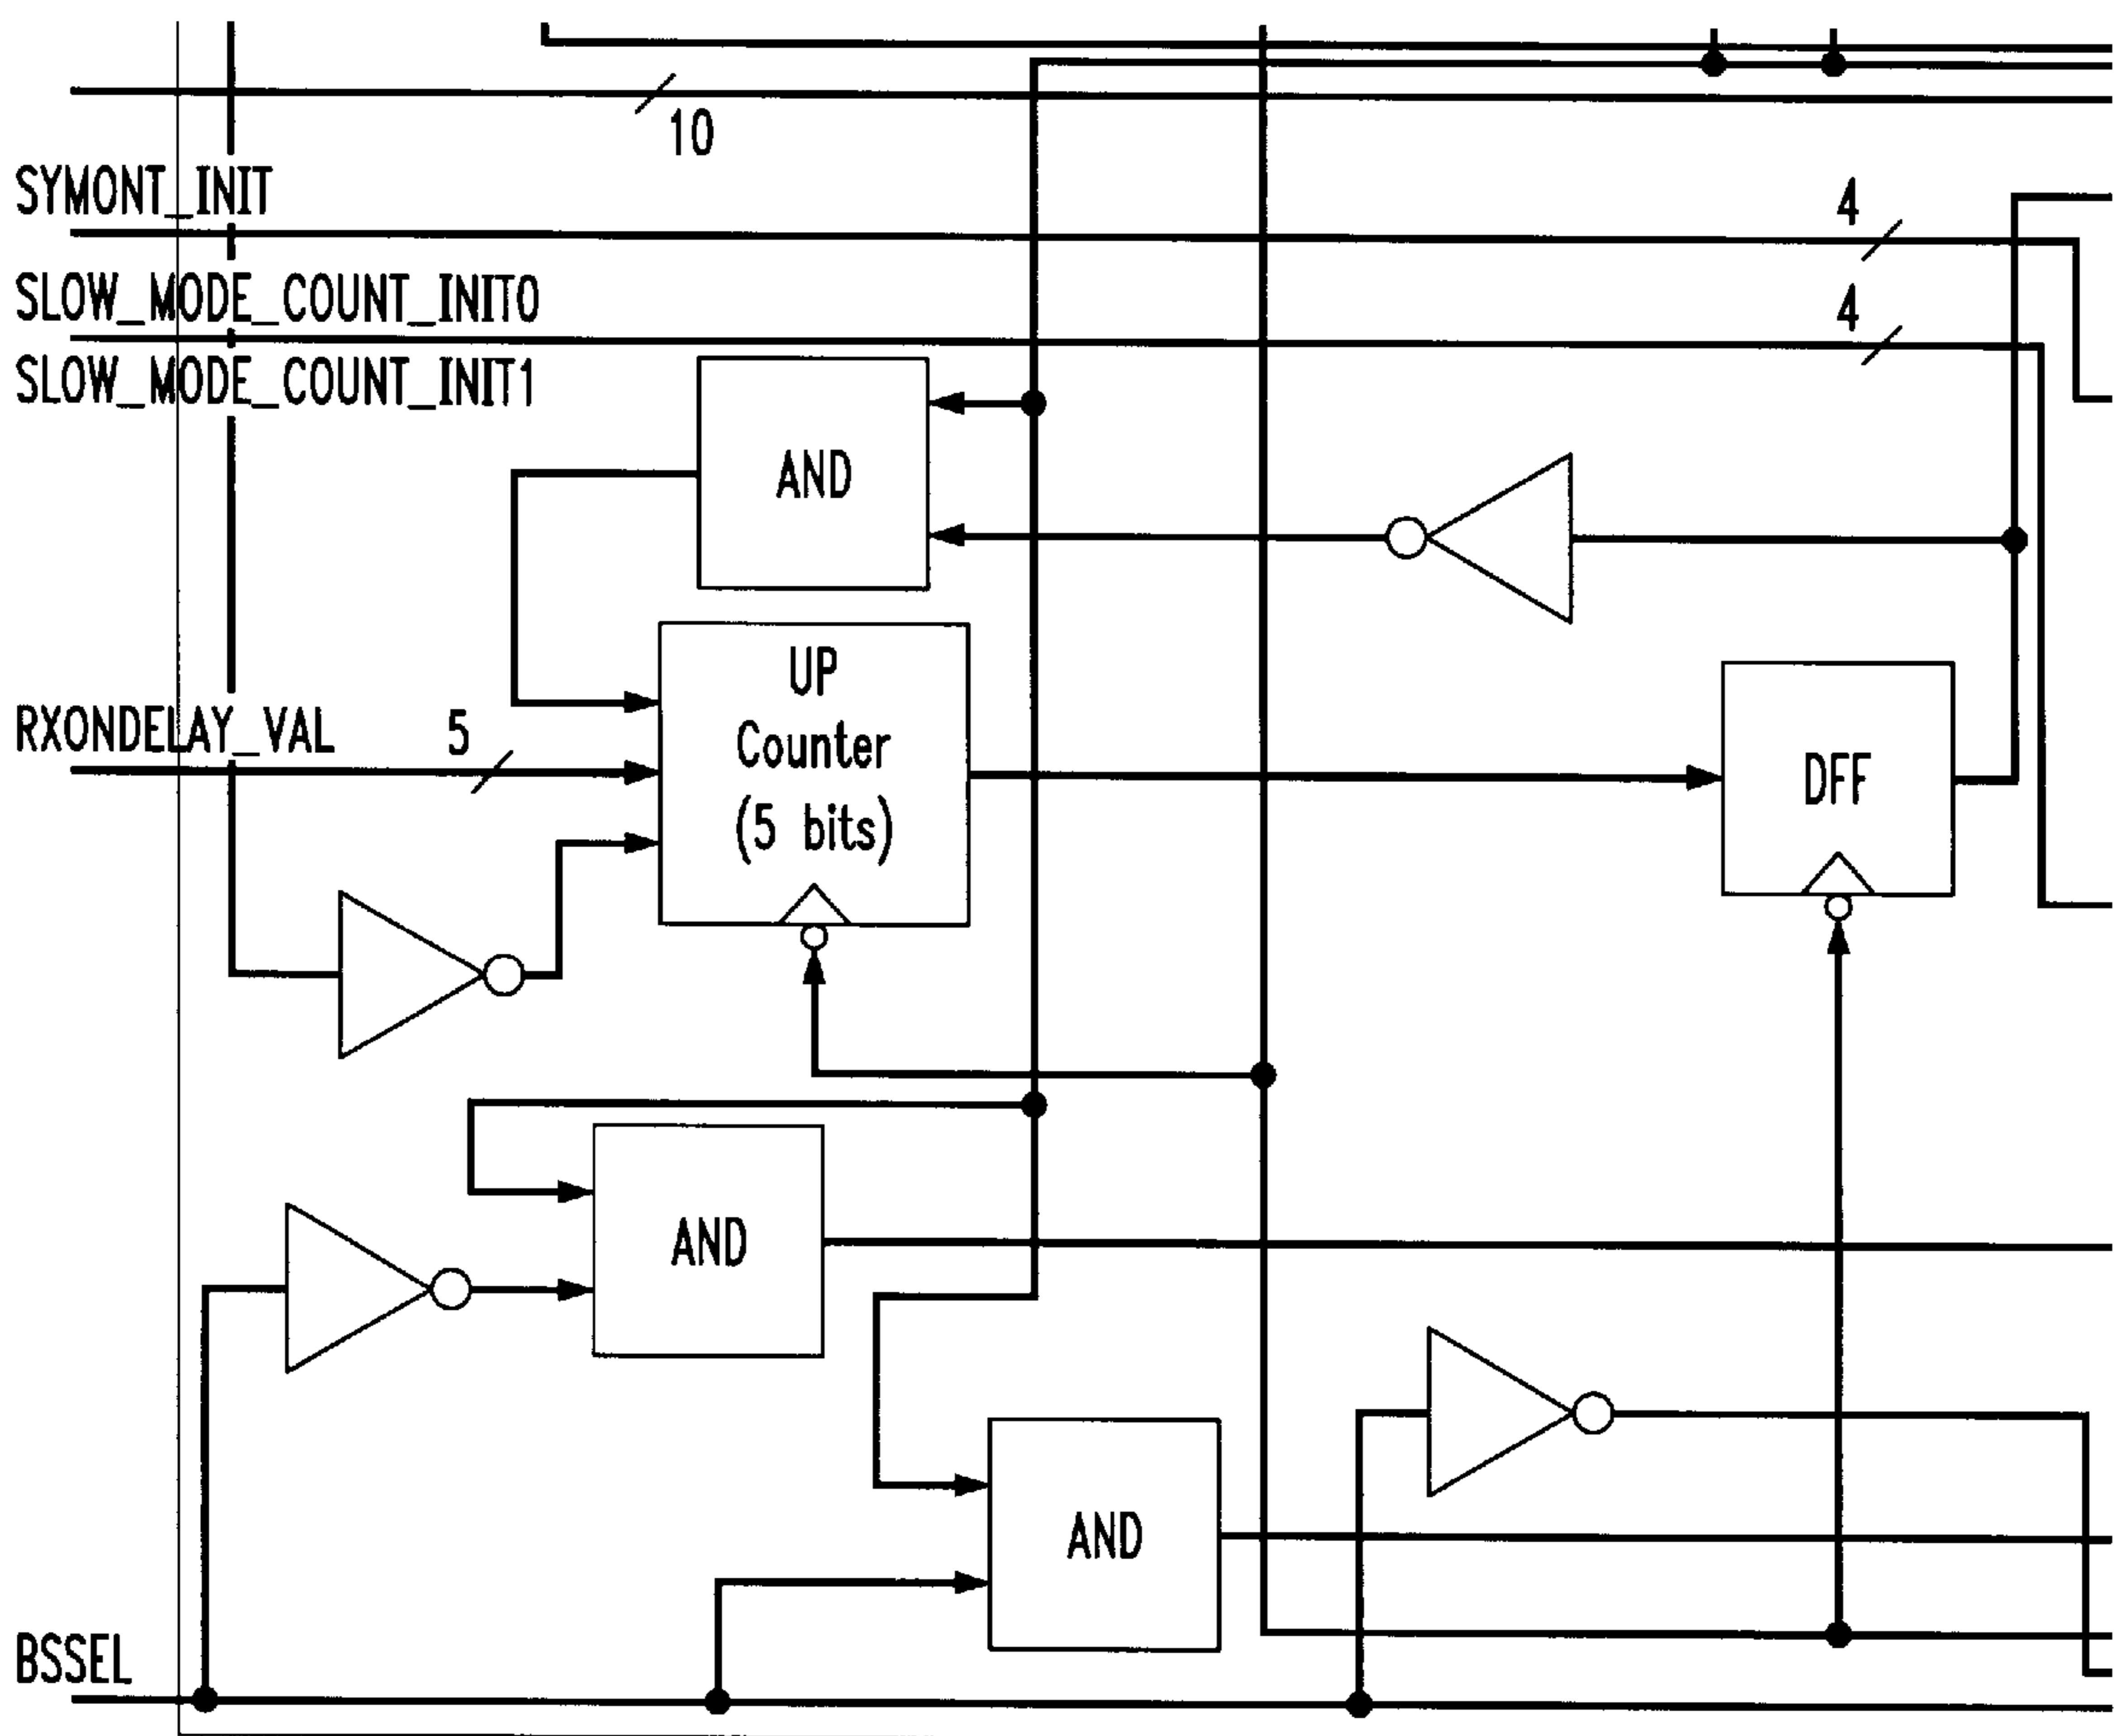 10
SYMONT_INIT
4
SLOW_MODE_COUNT_INIT0
4
SLOW_MODE_COUNT_INIT1
AND
UP
Counter
(5 bits)
RXONDELAY_VAL
5
DFF
AND
AND
BSSEL